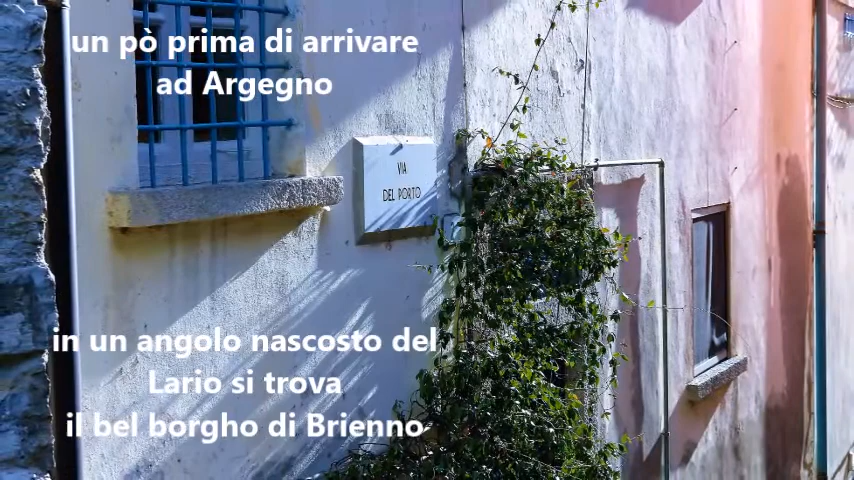 un pò prima di arrivare
ad Argegno
VIA
DEL PORTO
in un angolo nascosto del
Lario si trova
il bel borgho di Brienno